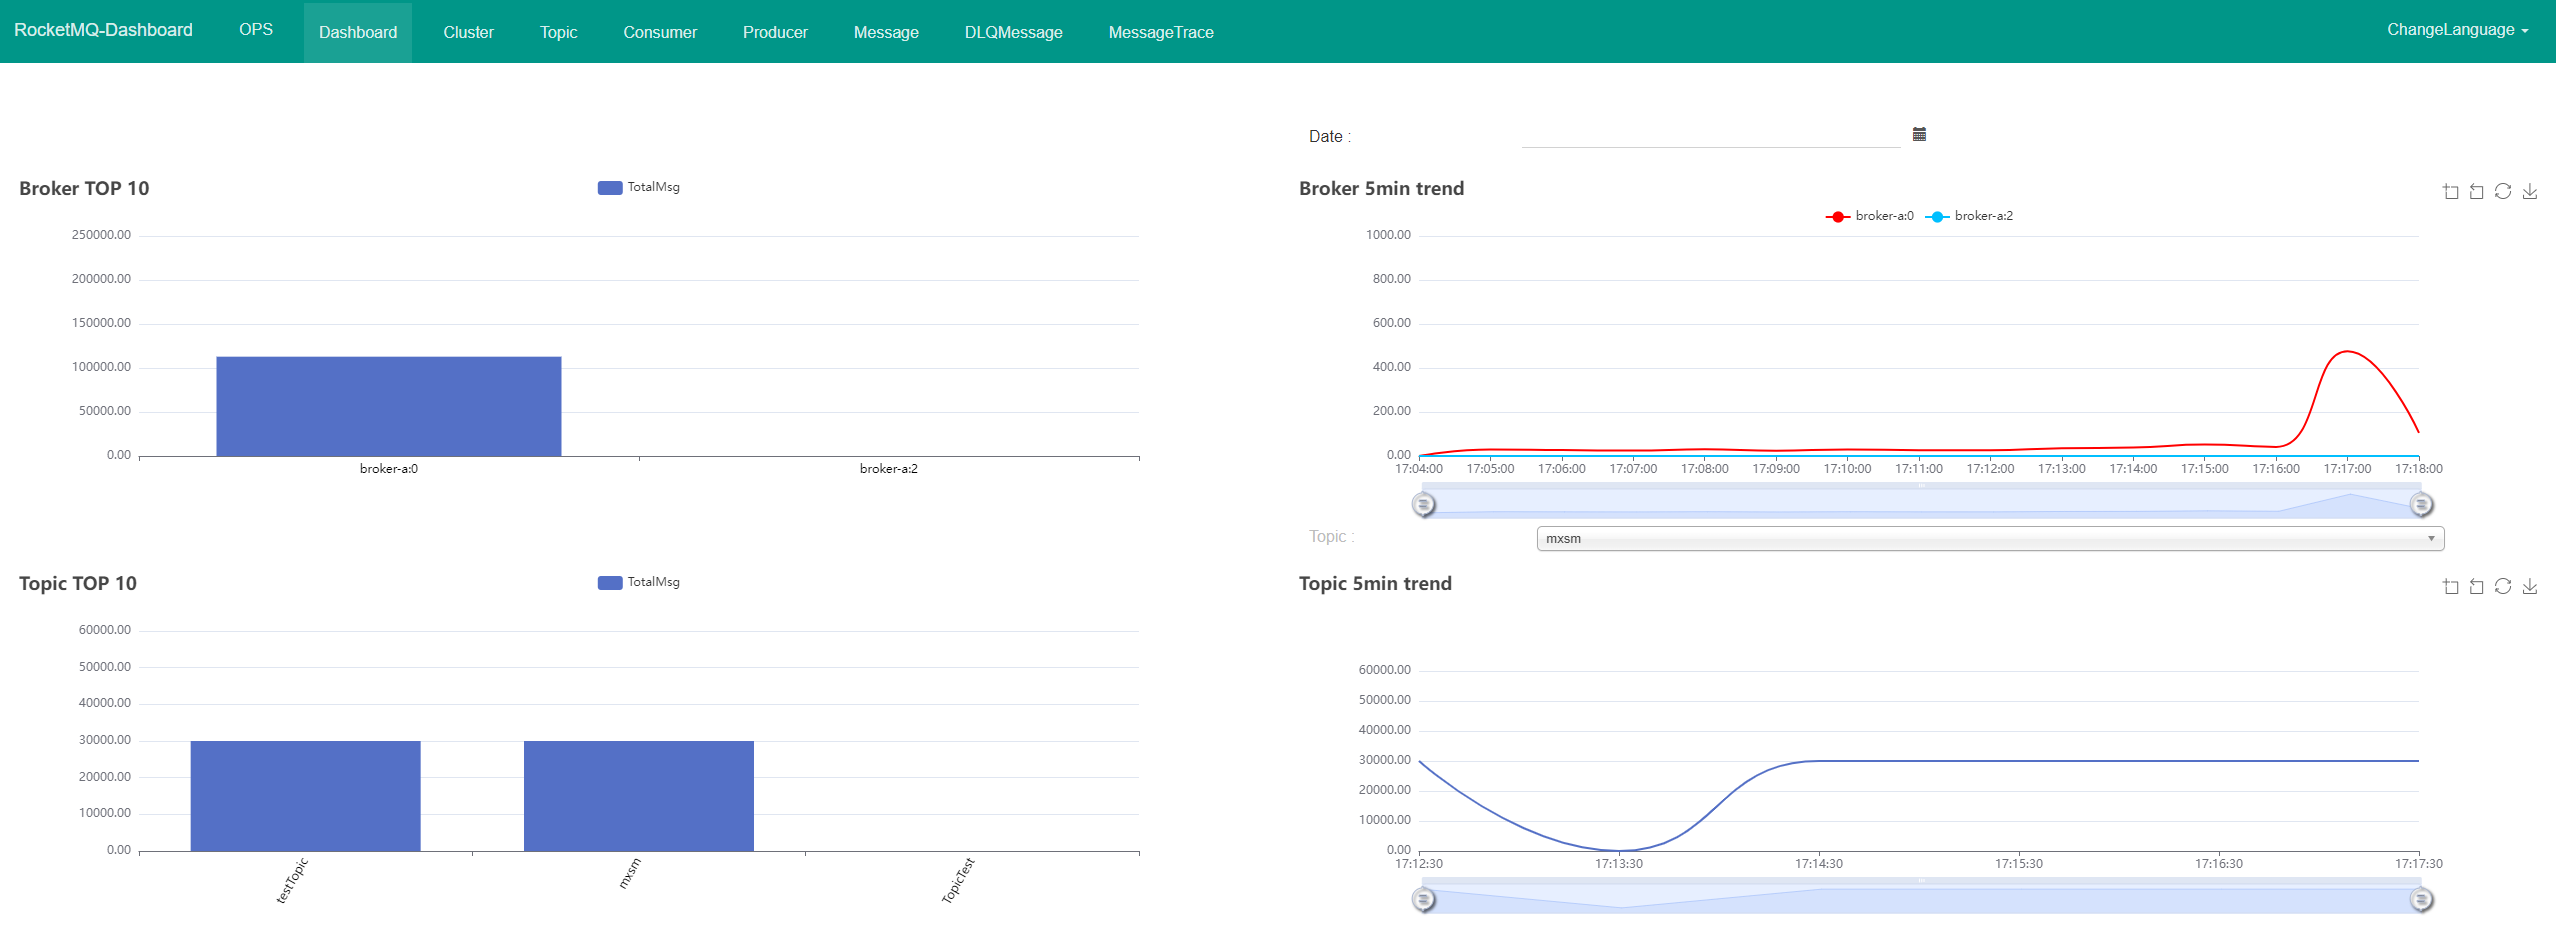 RocketMQ-Dashboard OPS Dashboard Cluster Topic Consumer Producer Message DLQMessage MessageTrace ChangeLanguage
Date :
Broker TOP 10
TotalMsg
250000.00
200000.00
150000.00
100000.00
50000.00
0.00
broker-a:0 broker-a:2
Broker 5min trend
broker-a:0 broker-a:2
1000.00
800.00
600.00
400.00
200.00
0.00
17:04:00 17:05:00 17:06:00 17:07:00 17:08:00 17:09:00 17:10:00 17:11:00 17:12:00 17:13:00 17:14:00 17:15:00 17:16:00 17:17:00 17:18:00
Topic :
mxsm
Topic TOP 10
TotalMsg
60000.00
50000.00
40000.00
30000.00
20000.00
10000.00
0.00
testTopic mxsm TopicTest
Topic 5min trend
60000.00
50000.00
40000.00
30000.00
20000.00
10000.00
0.00
17:12:30 17:13:30 17:14:30 17:15:30 17:16:30 17:17:30